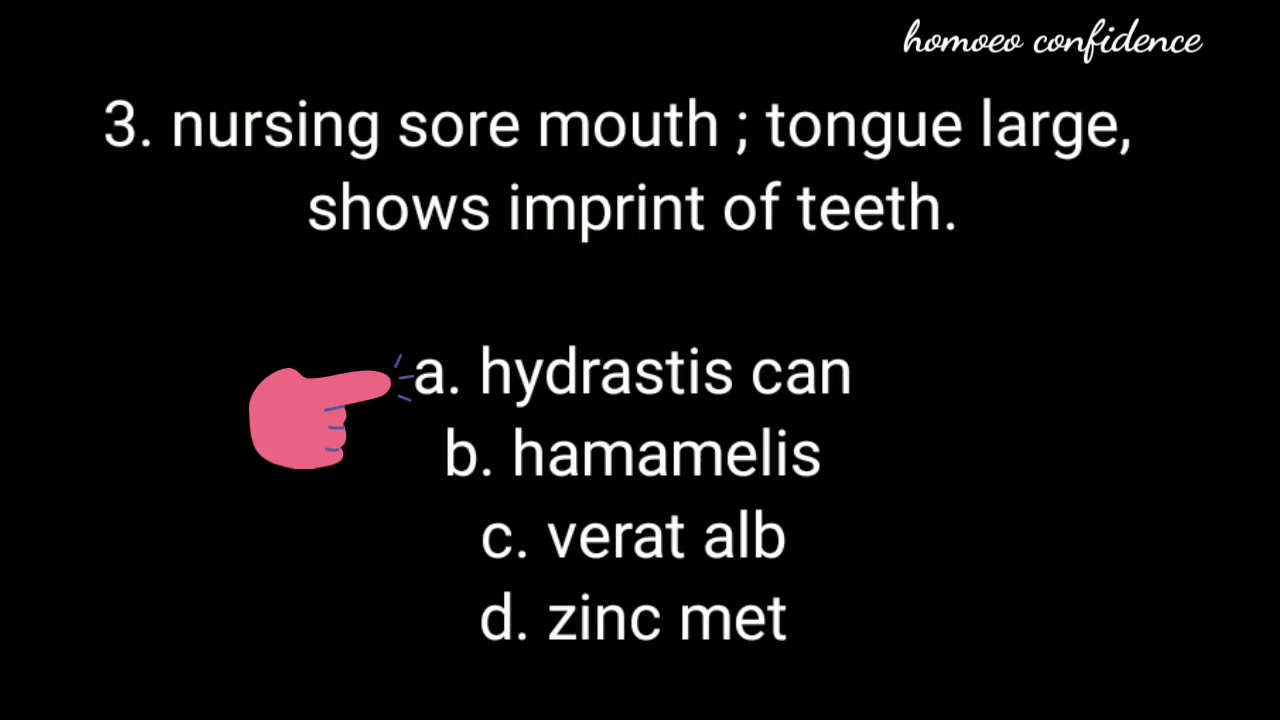 homoeo confidence
3. nursing sore mouth ; tongue large,
shows imprint of teeth.
a. hydrastis can
b. hamamelis
c. verat alb
d. zinc met